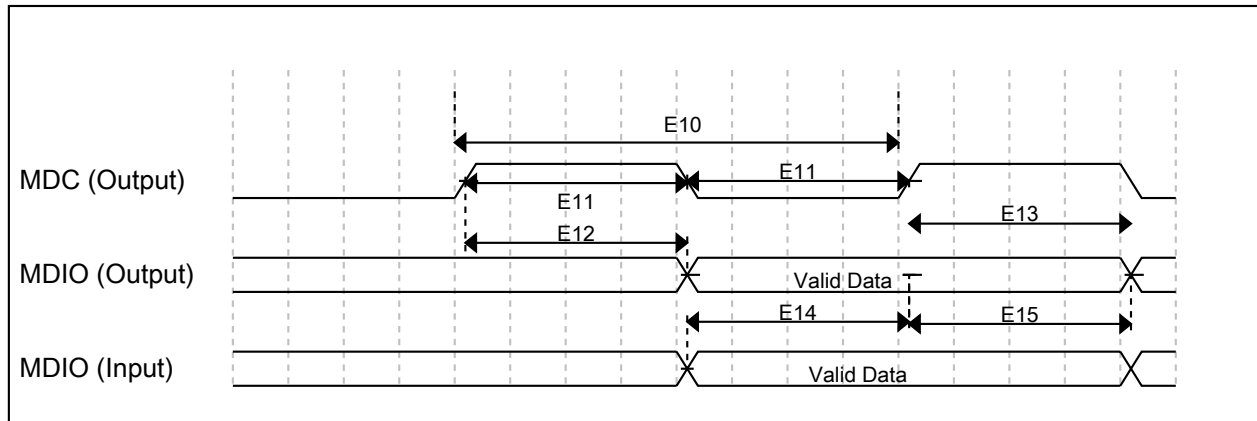 E10
MDC (Output)
E11
E11
E12
E13
MDIO (Output)
Valid Data
E14
E15
MDIO (Input)
Valid Data